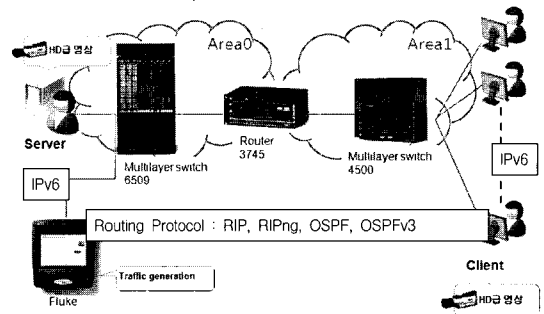 HD급 영상
Area0
Area1
Server
Router
3745
Multilayer switch
6509
Multilayer switch
4500
IPv6
IPv6
Routing Protocol : RIP, RIPng, OSPF, OSPFv3
Traffic generation
Fluke
Client
HD급 영상